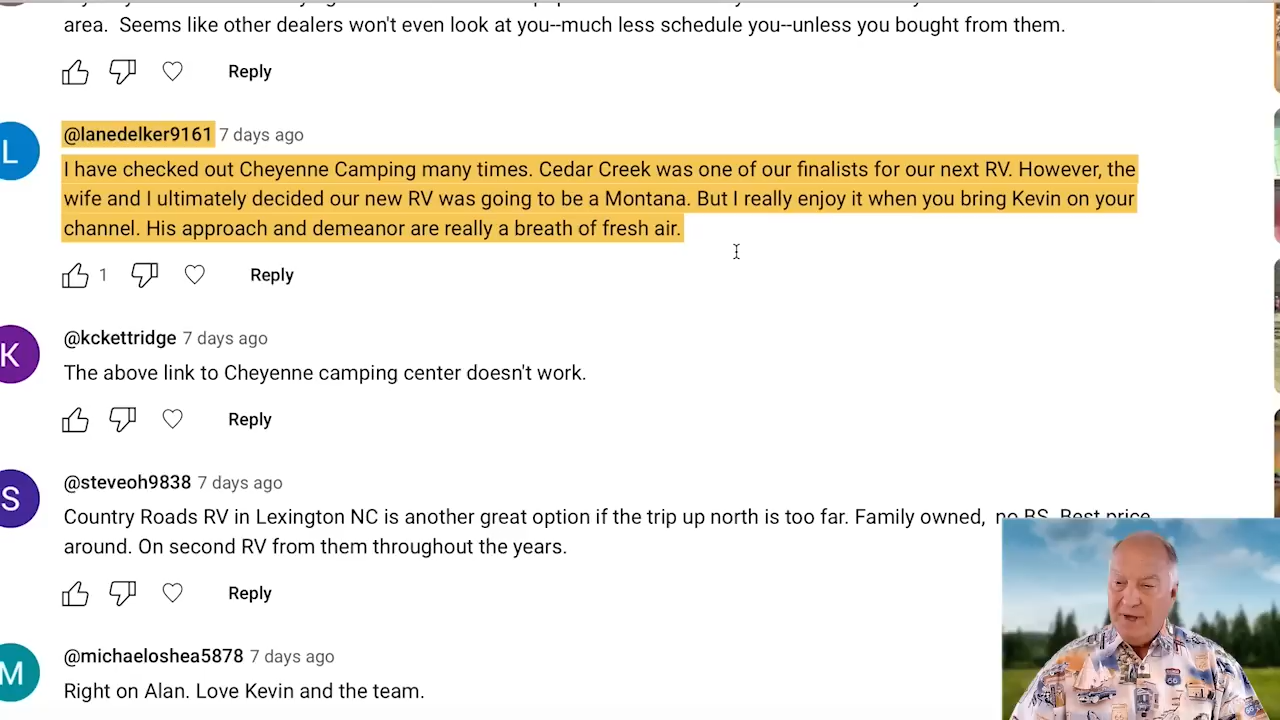 area.  Seems like other dealers won't even look at you--much less schedule you--unless you bought from them.
Reply
L
@lanedelker9161 7 days ago
I have checked out Cheyenne Camping many times. Cedar Creek was one of our finalists for our next RV. However, the
wife and I ultimately decided our new RV was going to be a Montana. But I really enjoy it when you bring Kevin on your
channel. His approach and demeanor are really a breath of fresh air.
1 Reply
K
@kckettridge 7 days ago
The above link to Cheyenne camping center doesn't work.
Reply
S
@steveoh9838 7 days ago
Country Roads RV in Lexington NC is another great option if the trip up north is too far. Family owned,  no BS. Best price
around. On second RV from them throughout the years.
Reply
M
@michaeloshea5878 7 days ago
Right on Alan. Love Kevin and the team.
66